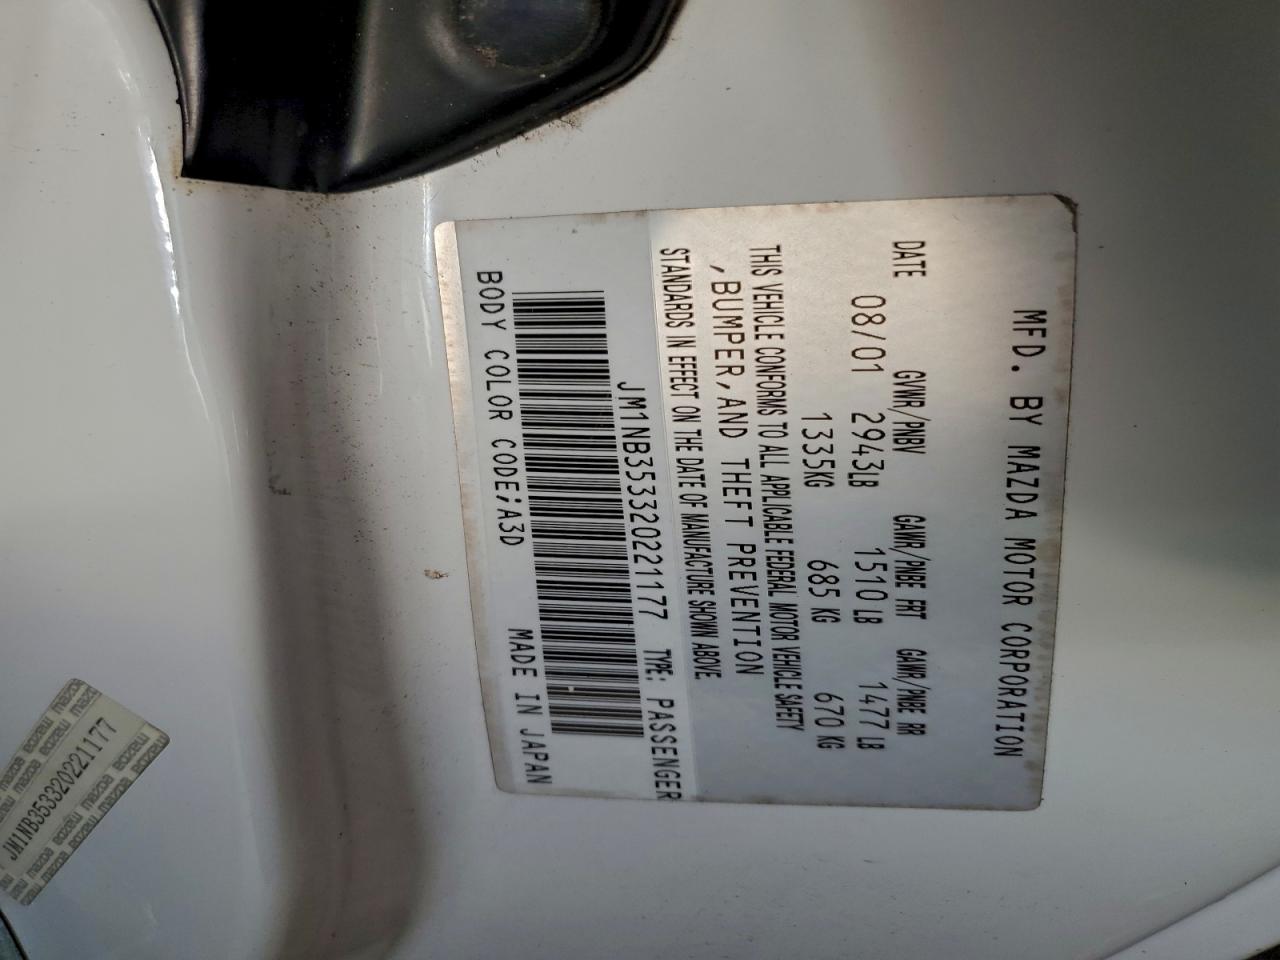 MFD. BY MAZDA MOTOR CORPORATION
DATE GVWR/PNBV GAWR/PNBE FRT GAWR/PNBE RR
08/01 2943LB 1510 LB 1477 LB
1335KG 685 KG 670 KG
THIS VEHICLE CONFORMS TO ALL APPLICABLE FEDERAL MOTOR VEHICLE SAFETY
,BUMPER,AND THEFT PREVENTION
STANDARDS IN EFFECT ON THE DATE OF MANUFACTURE SHOWN ABOVE.
JM1NB353320221177 TYPE: PASSENGER
BODY COLOR CODE;A3D MADE IN JAPAN
JM1NB353320221177